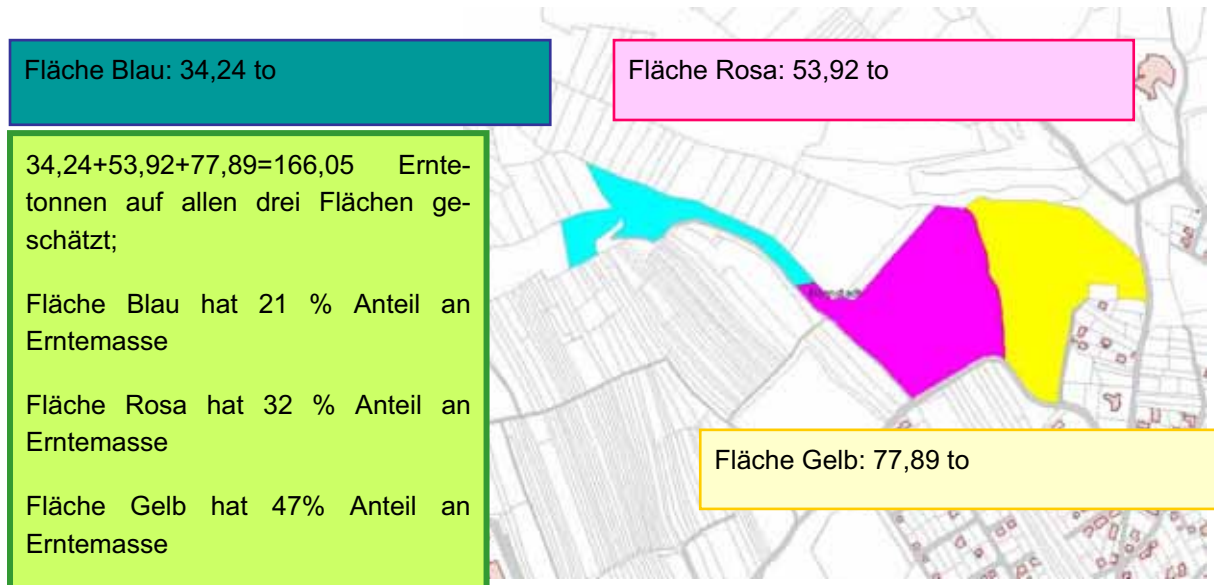 Fläche Blau: 34,24 to
Fläche Rosa: 53,92 to
34,24+53,92+77,89=166,05 Ernte-
tonnen auf allen drei Flächen ge-
schätzt;
Fläche Blau hat 21 % Anteil an
Erntemasse
Fläche Rosa hat 32 % Anteil an
Erntemasse
Fläche Gelb hat 47% Anteil an
Erntemasse
Fläche Gelb: 77,89 to